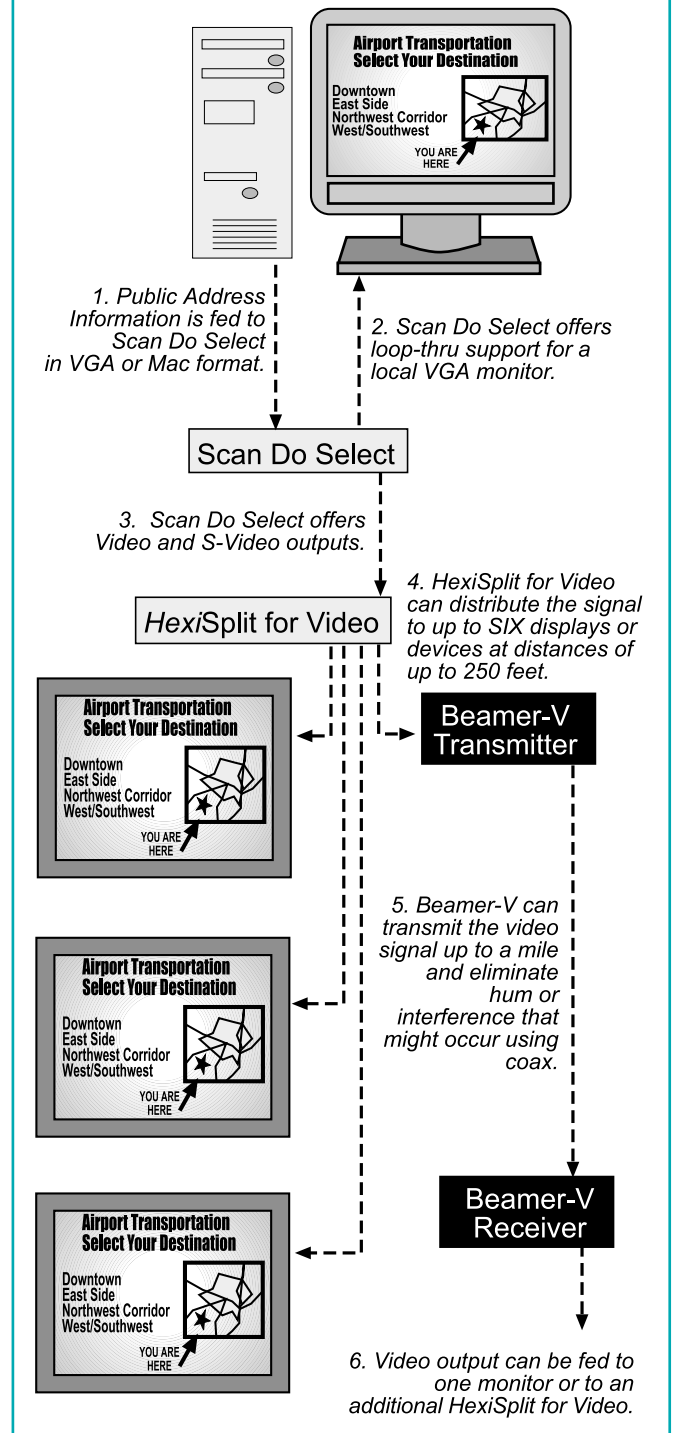 Airport Transportation
Select Your Destination
Downtown
East Side
Northwest Corridor
West/Southwest
YOU ARE
HERE
1. Public Address
Information is fed to
Scan Do Select
in VGA or Mac format.
2. Scan Do Select offers
loop-thru support for a
local VGA monitor.
Scan Do Select
3. Scan Do Select offers
Video and S-Video outputs.
HexiSplit for Video
4. HexiSplit for Video
can distribute the signal
to up to SIX displays or
devices at distances of
up to 250 feet.
Airport Transportation
Select Your Destination
Downtown
East Side
Northwest Corridor
West/Southwest
YOU ARE
HERE
Beamer-V
Transmitter
5. Beamer-V can
transmit the video
signal up to a mile
and eliminate
hum or
interference that
might occur using
coax.
Airport Transportation
Select Your Destination
Downtown
East Side
Northwest Corridor
West/Southwest
YOU ARE
HERE
Beamer-V
Receiver
Airport Transportation
Select Your Destination
Downtown
East Side
Northwest Corridor
West/Southwest
YOU ARE
HERE
6. Video output can be fed to
one monitor or to an
additional HexiSplit for Video.